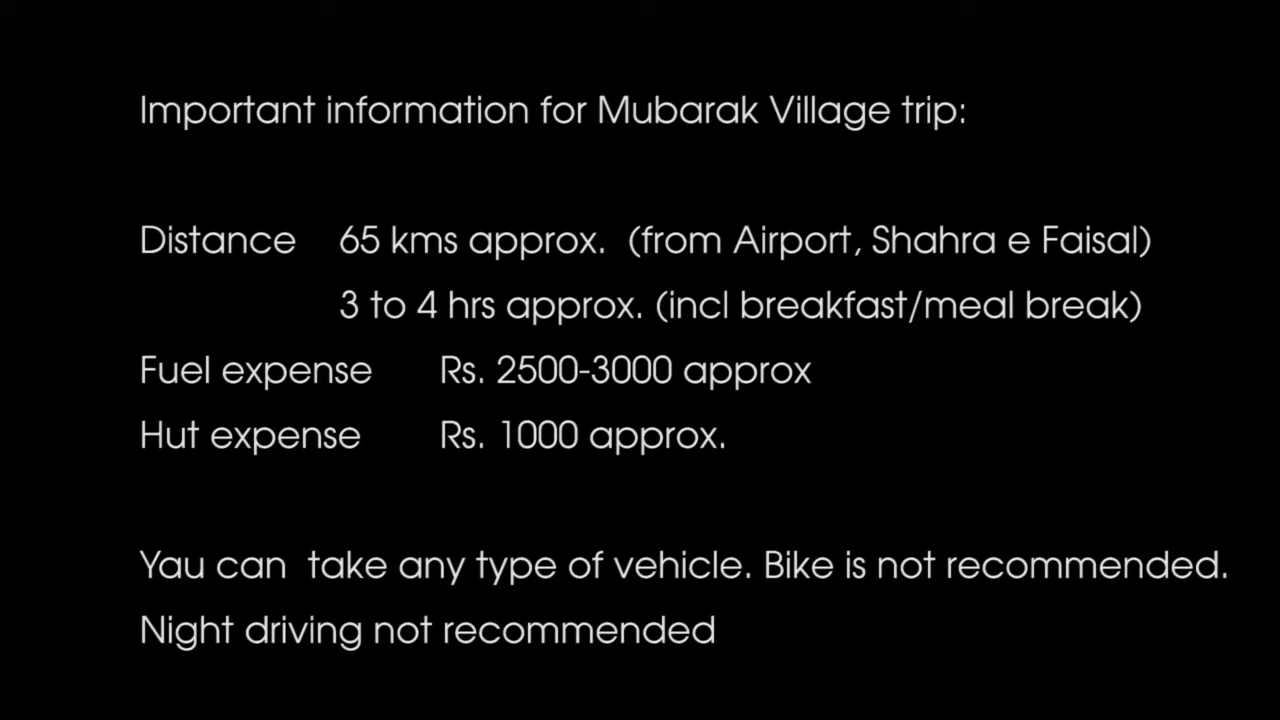 Important information for Mubarak Village trip:
Distance 65 kms approx. (from Airport, Shahra e Faisal)
3 to 4 hrs approx. (incl breakfast/meal break)
Fuel expense Rs. 2500-3000 approx
Hut expense Rs. 1000 approx.
Yau can take any type of vehicle. Bike is not recommended.
Night driving not recommended